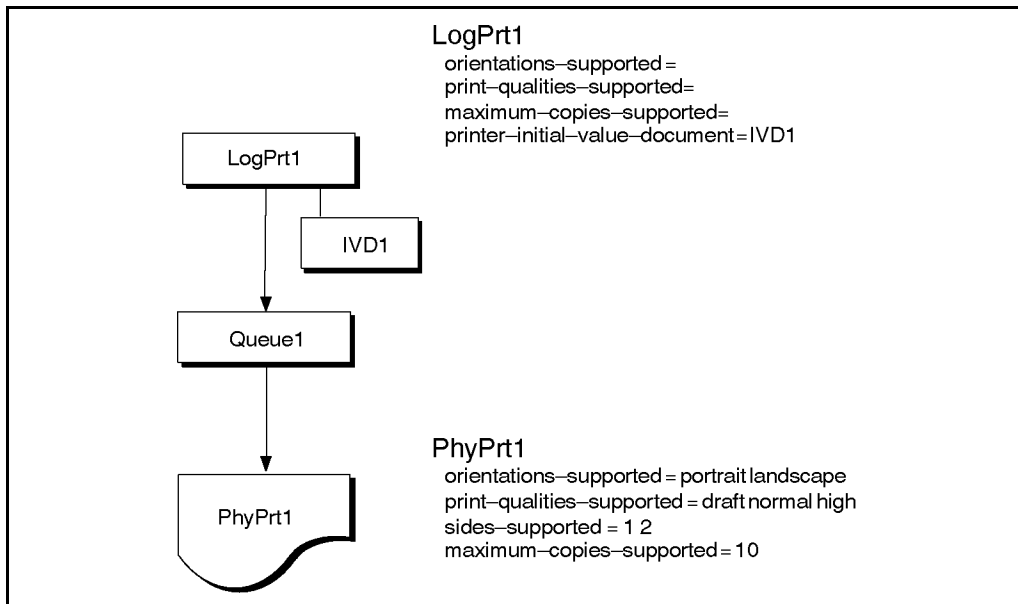 LogPrt1
orientations–supported =
print–qualities–supported=
maximum–copies–supported=
printer–initial–value–document=IVD1
LogPrt1
IVD1
Queue1
PhyPrt1
PhyPrt1
orientations–supported = portrait landscape
print–qualities–supported = draft normal high
sides–supported = 1 2
maximum–copies–supported = 10